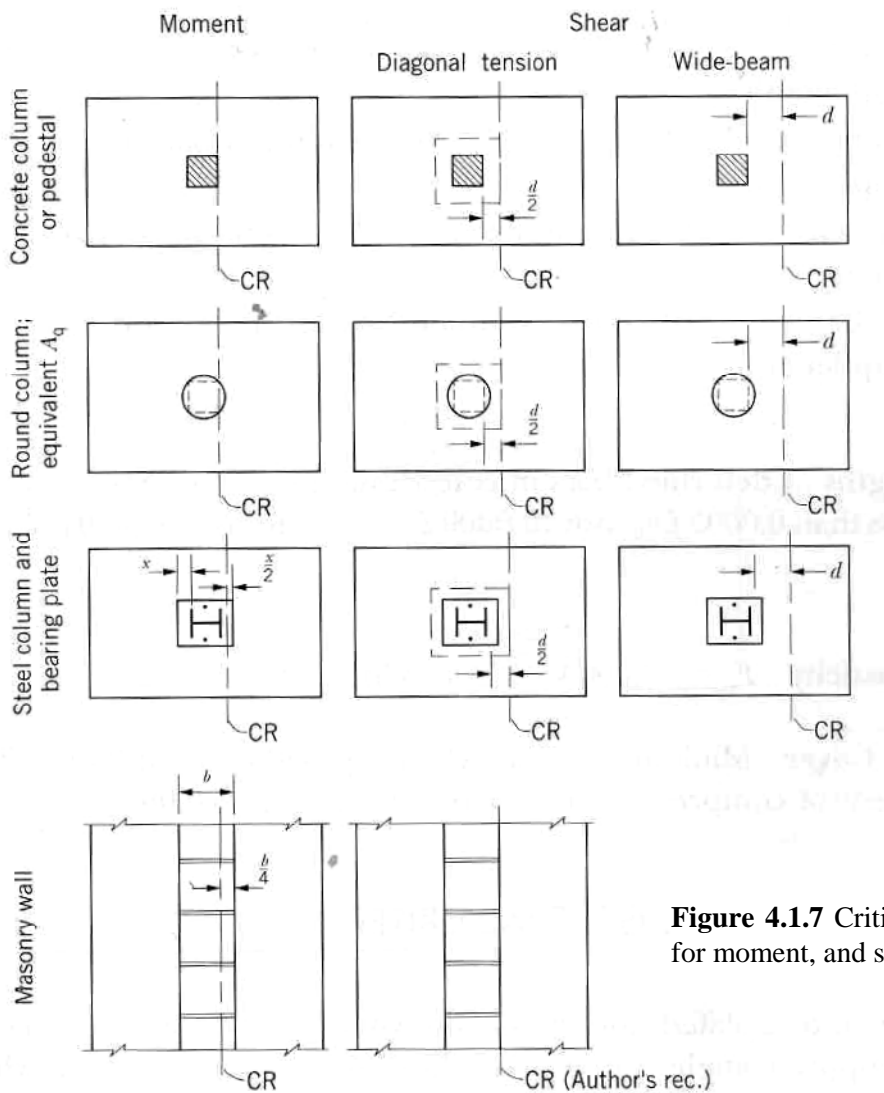 Moment
Shear
Diagonal tension
Wide-beam
Concrete column
or pedestal
d
d/2
CR
CR
CR
Round column;
equivalent A_q
d
d/2
CR
CR
CR
Steel column and
bearing plate
x
x/2
d/2
d
CR
CR
CR
Masonry wall
b
b/4
CR
CR (Author's rec.)
Figure 4.1.7 Criti
for moment, and s